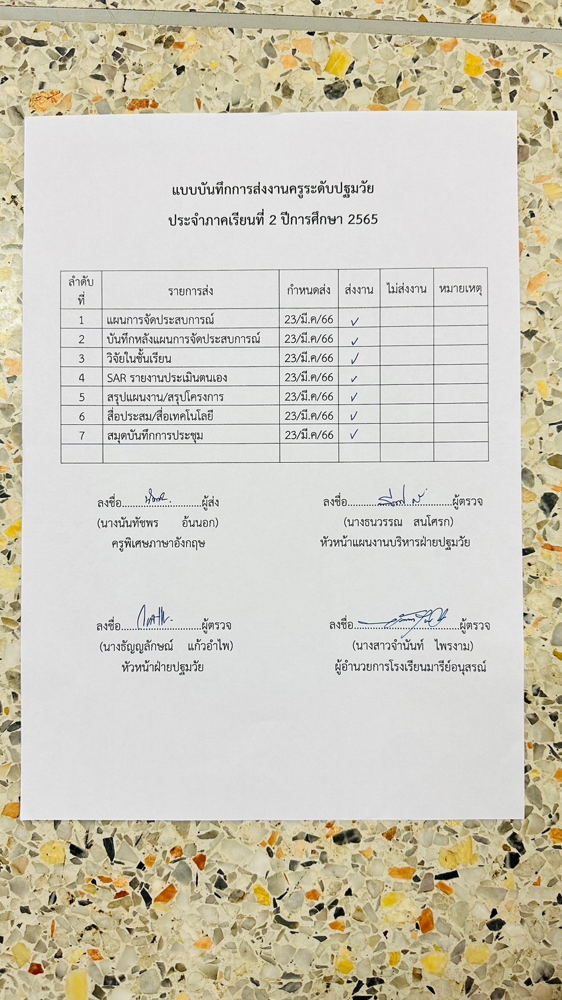 แบบบันทึกการส่งงานครูระดับปฐมวัย
ประจำภาคเรียนที่ 2 ปีการศึกษา 2565
ลำดับที่ รายการส่ง กำหนดส่ง ส่งงาน ไม่ส่งงาน หมายเหตุ
1 แผนการจัดประสบการณ์ 23/มี.ค/66 ✓
2 บันทึกหลังแผนการจัดประสบการณ์ 23/มี.ค/66 ✓
3 วิจัยในชั้นเรียน 23/มี.ค/66 ✓
4 SAR รายงานประเมินตนเอง 23/มี.ค/66 ✓
5 สรุปแผนงาน/สรุปโครงการ 23/มี.ค/66 ✓
6 สื่อประสม/สื่อเทคโนโลยี 23/มี.ค/66 ✓
7 สมุดบันทึกการประชุม 23/มี.ค/66 ✓
ลงชื่อ..............................ผู้ส่ง ลงชื่อ..............................ผู้ตรวจ
(นางนันทัชพร อ้นนอก) (นางธนวรรณ สนโศรก)
ครูพิเศษภาษาอังกฤษ หัวหน้าแผนงานบริหารฝ่ายปฐมวัย
ลงชื่อ..............................ผู้ตรวจ ลงชื่อ..............................ผู้ตรวจ
(นางธัญญลักษณ์ แก้วอำไพ) (นางสาวจำนันท์ ไพรงาม)
หัวหน้าฝ่ายปฐมวัย ผู้อำนวยการโรงเรียนมารีย์อนุสรณ์